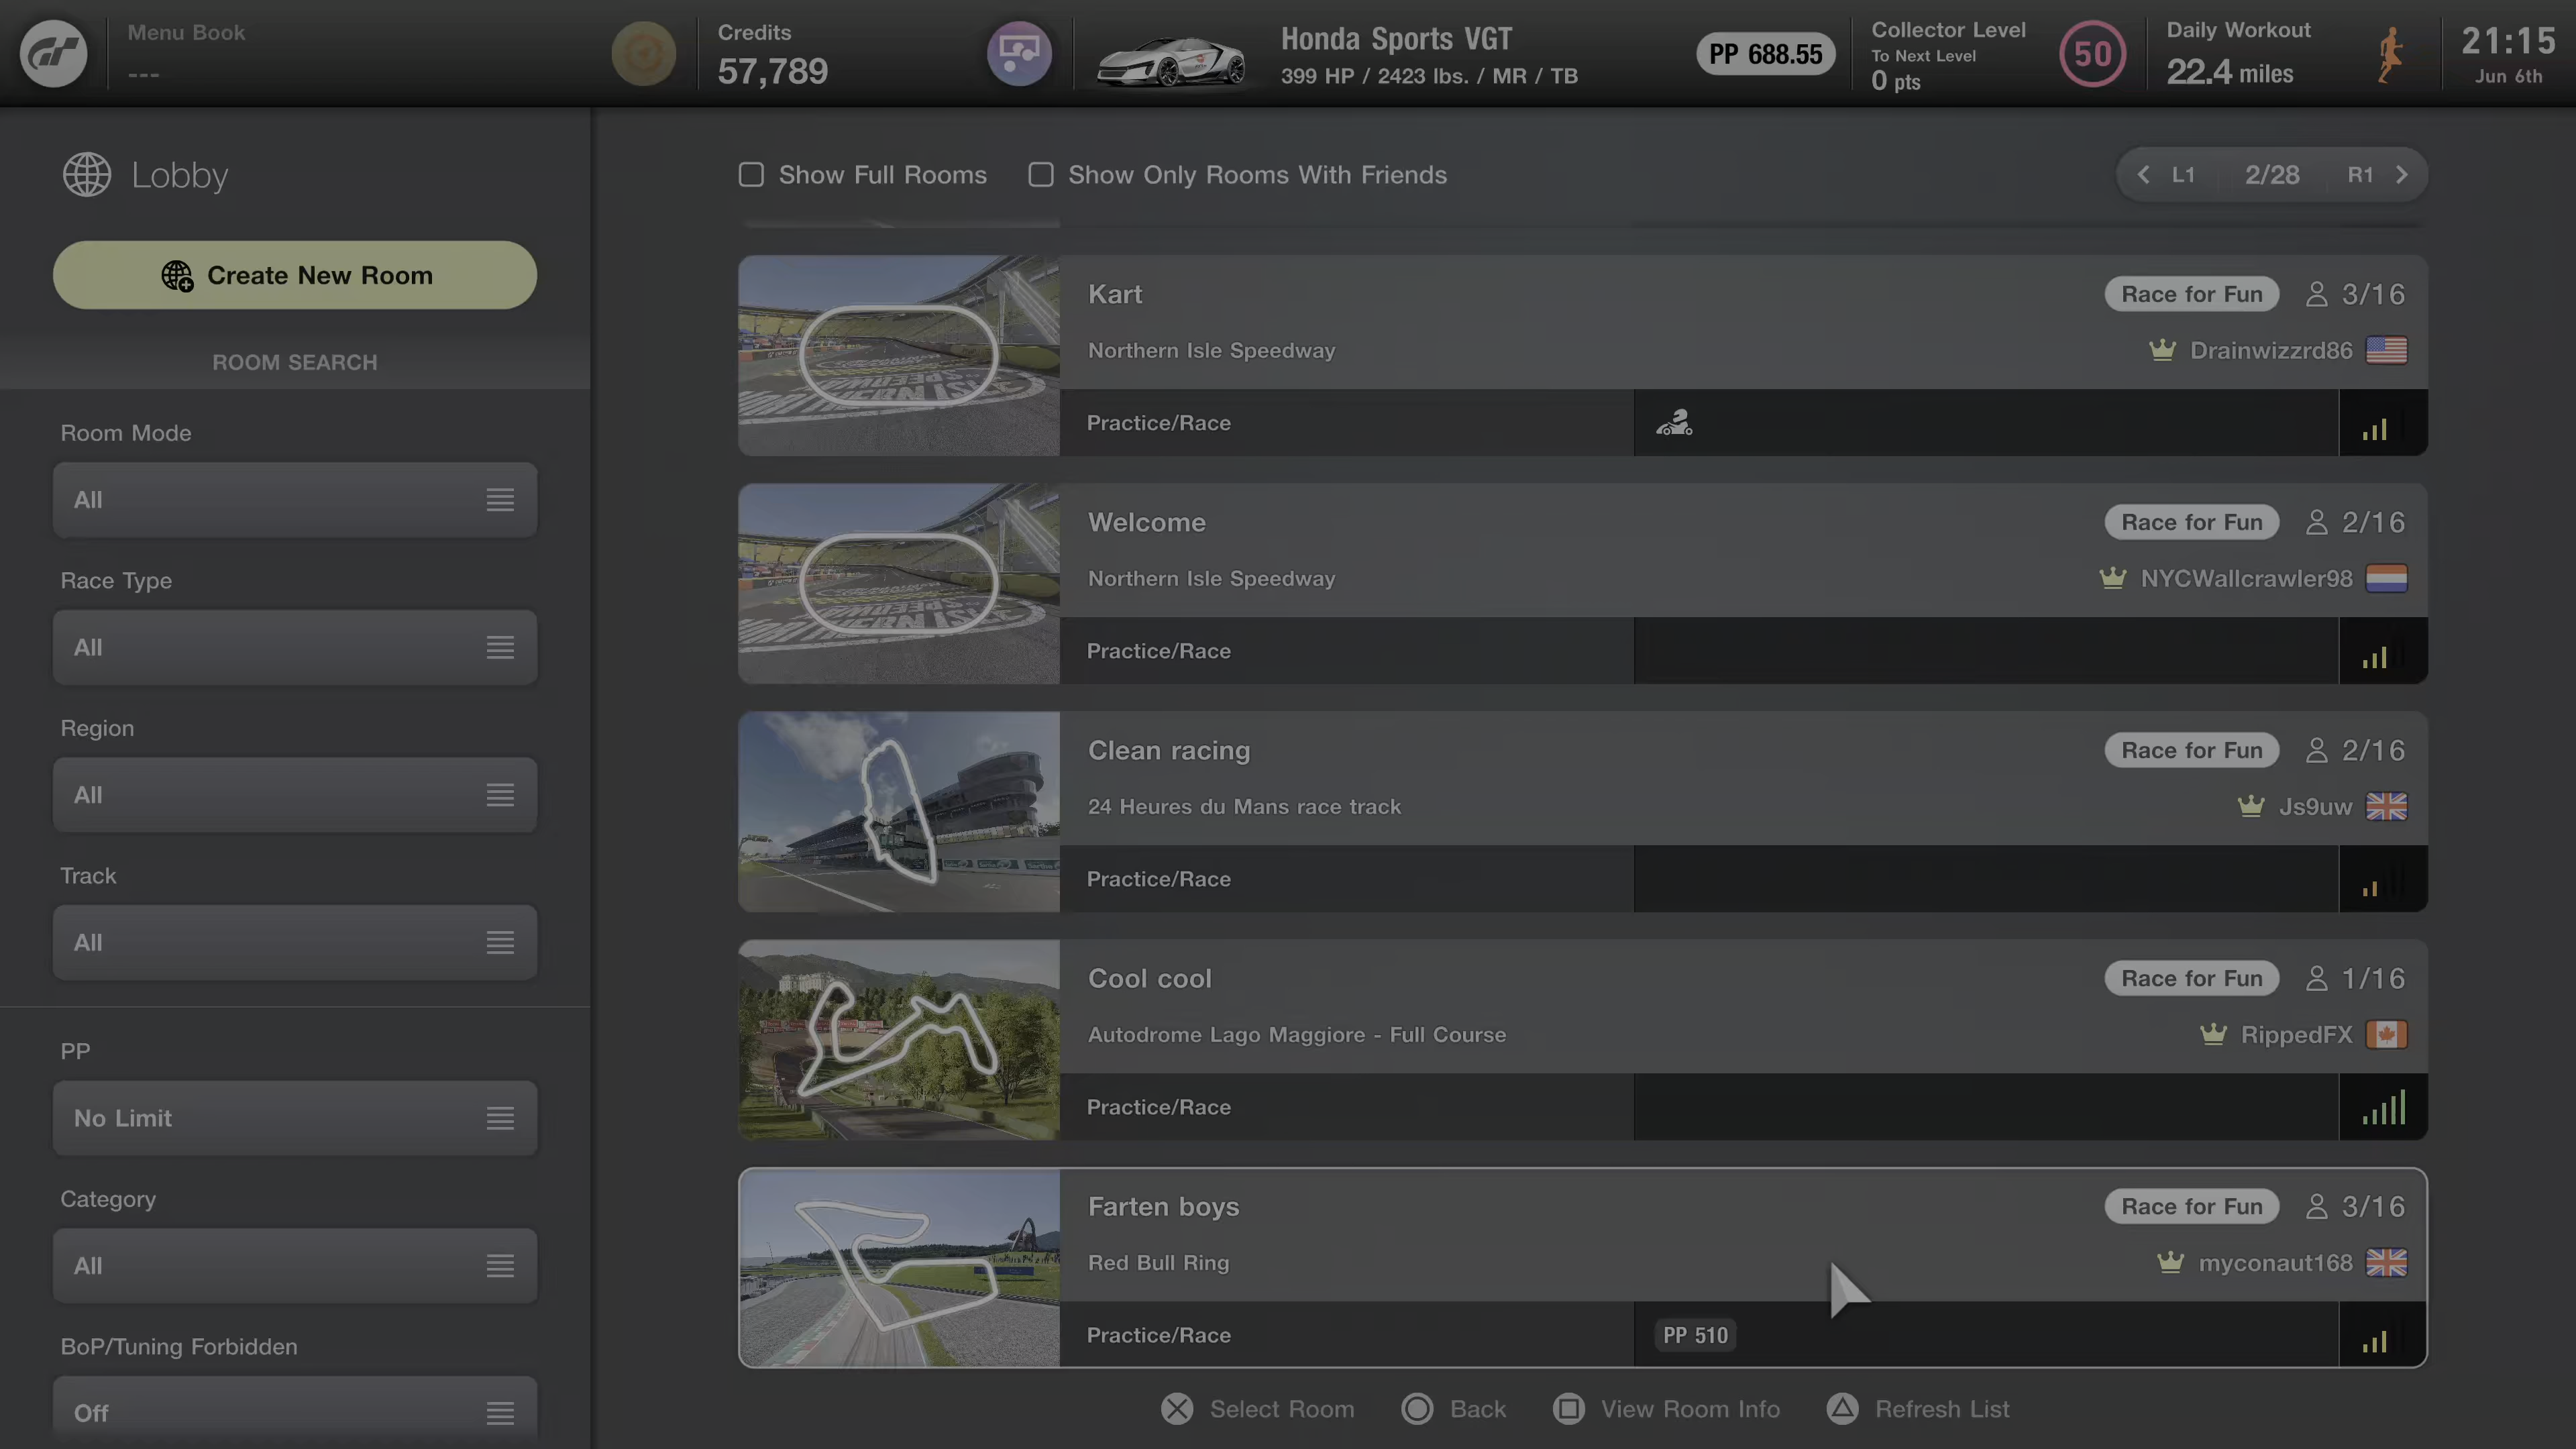 Menu Book
---
Credits
57,789
Honda Sports VGT
399 HP / 2423 lbs. / MR / TB
PP 688.55
Collector Level
To Next Level
0 pts
50
Daily Workout
22.4 miles
21:15
Jun 6th
Lobby
Create New Room
ROOM SEARCH
Room Mode
All
Race Type
All
Region
All
Track
All
PP
No Limit
Category
All
BoP/Tuning Forbidden
Off
Show Full Rooms
Show Only Rooms With Friends
L1 2/28 R1
Kart
Race for Fun 3/16
Northern Isle Speedway
Drainwizzrd86
Practice/Race
Welcome
Race for Fun 2/16
Northern Isle Speedway
NYCWallcrawler98
Practice/Race
Clean racing
Race for Fun 2/16
24 Heures du Mans race track
Js9uw
Practice/Race
Cool cool
Race for Fun 1/16
Autodrome Lago Maggiore - Full Course
RippedFX
Practice/Race
Farten boys
Race for Fun 3/16
Red Bull Ring
myconaut168
Practice/Race
PP 510
Select Room
Back
View Room Info
Refresh List